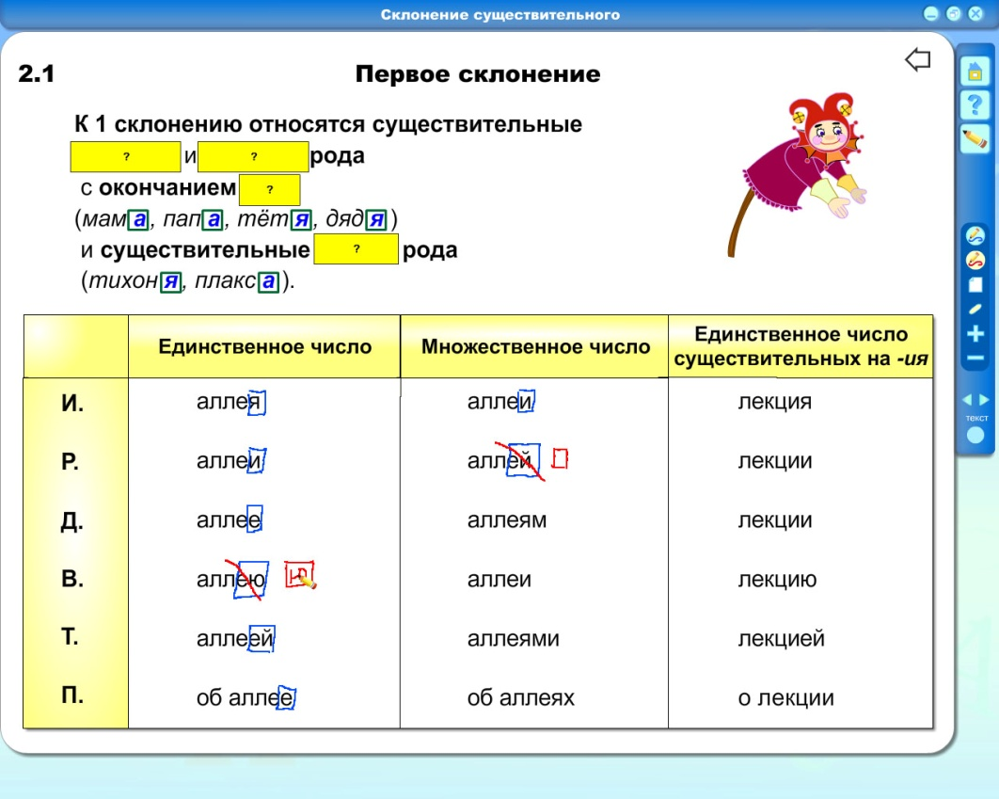 Склонение существительного
2.1 Первое склонение
К 1 склонению относятся существительные
? и ? рода
с окончанием ?
(мама, папа, тётя, дядя)
и существительные ? рода
(тихоня, плакса).
Единственное число Множественное число Единственное число существительных на -ия
И. аллея аллеи лекция
Р. аллеи аллей лекции
Д. аллее аллеям лекции
В. аллею ю аллеи лекцию
Т. аллеей аллеями лекцией
П. об аллее об аллеях о лекции
?
текст